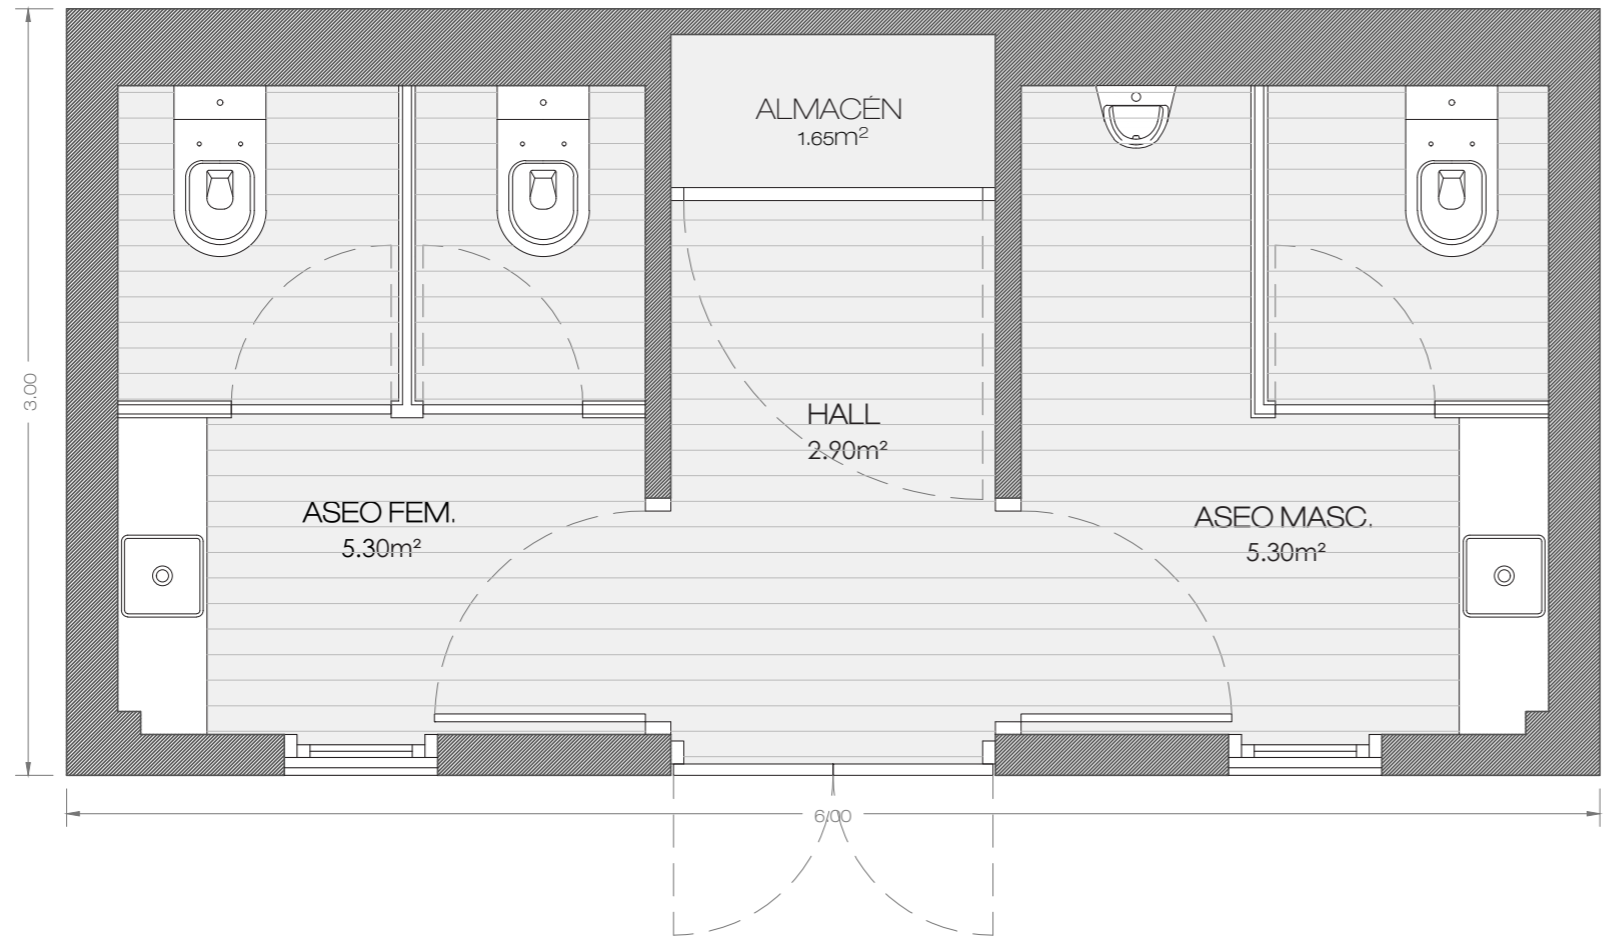 ALMACÉN
1.65m²
3.00
HALL
2.90m²
ASEO FEM.
5.30m²
ASEO MASC.
5.30m²
6.00